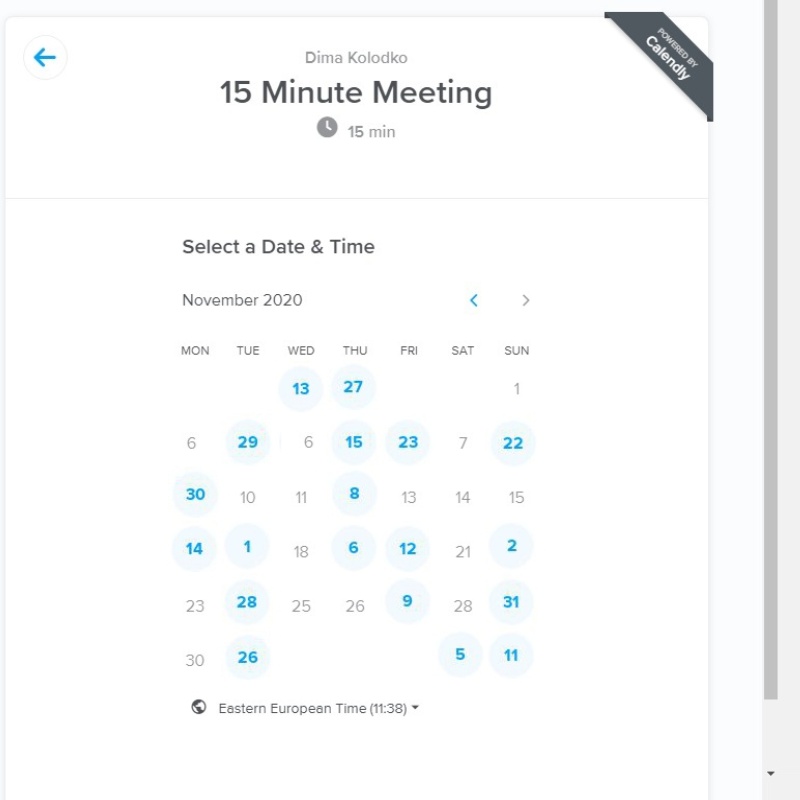 POWERED BY
Calendly
Dima Kolodko
15 Minute Meeting
15 min
Select a Date & Time
November 2020
MON TUE WED THU FRI SAT SUN
13 27 1
6 29 6 15 23 7 22
30 10 11 8 13 14 15
14 1 18 6 12 21 2
23 28 25 26 9 28 31
30 26 5 11
Eastern European Time (11:38)